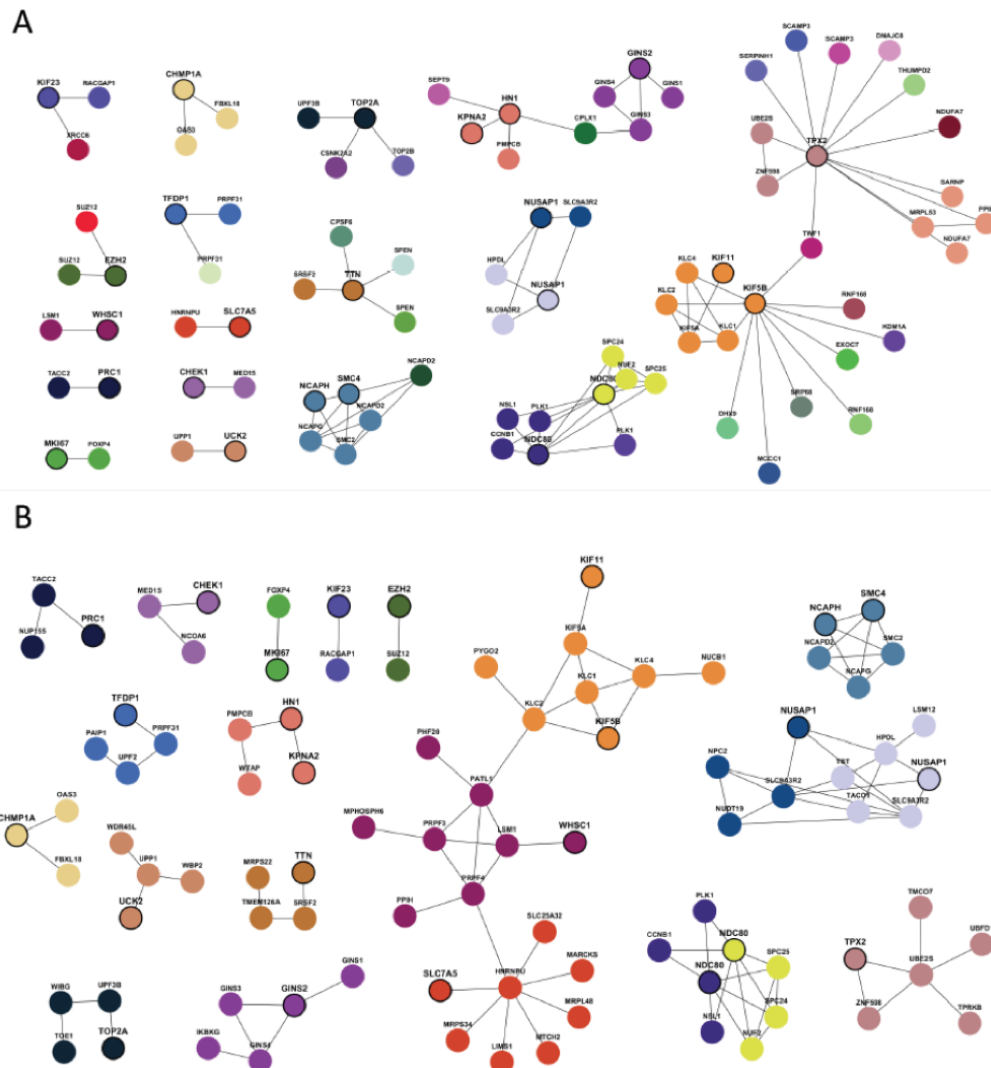 A
KIF23 RACGAP1
XRCC6
CHMP1A
FBXL18
OAS3
UPF3B TOP2A
CSNK2A2 TOP2B
SEPT9
HN1
KPNA2
PMPCB
CPLX1
GINS2
GINS4 GINS1
GINS3
SCAMP3
SCAMP3
DNAJC8
SERPINH1
THUMPD2
NDUFA7
UBE2S
TPX2
ZNF598
SARNP
MRPL53
NDUFA7
TWF1
SUZ12
SUZ12 EZH2
TFDP1 PRPF31
PRPF31
CPSF6
SPEN
SRSF2 TTN
SPEN
NUSAP1 SLC9A3R2
HPDL
NUSAP1
SLC9A3R2
KLC4 KIF11
KLC2 KIF5B
KIF5A KLC1
RNF168
KDM1A
EXOC7
SRP68
RNF168
DHX9
MCCC1
LSM1 WHSC1
HNRNPU SLC7A5
TACC2 PRC1
CHEK1 MED15
MKI67 FOXP4
UPP1 UCK2
NCAPD2
NCAPH SMC4
NCAPD2
NCAPG
SMC2
SPC24
NUF2 SPC25
NDC80
NSL1 PLK1
CCNB1 NDC80
PLK1
B
TACC2
PRC1
NUP155
MED15 CHEK1
NCOA6
FOXP4
MKI67
KIF23
RACGAP1
EZH2
SUZ12
KIF11
KIF5A
PYGO2
KLC1 KLC4 NUCB1
KLC2 KIF5B
SMC4
NCAPH
NCAPD2 SMC2
NCAPG
TFDP1
PAIP1 PRPF31
UPF2
PMPCB HN1
WTAP KPNA2
PHF20
PATL1
MPHOSPH6
PRPF3 LSM1 WHSC1
PRPF4
PPIH
NUSAP1 LSM12
NPC2 HPDL
TST NUSAP1
SLC9A3R2
NUDT19 TACO1 SLC9A3R2
CHMP1A OAS3
FBXL18
WDR45L
UPP1 WBP2
UCK2
MRPS22 TTN
TMEM126A SRSF2
SLC25A32
SLC7A5 HNRNPU MARCKS
MRPL48
MRPS34 MTCH2
LIMS1
PLK1
CCNB1 NDC80
NDC80 SPC25
SPC24
NSL1
NUF2
TMCO7
TPX2
UBE2S
ZNF598 TPRKB
WIBG UPF3B
TOE1 TOP2A
GINS1
GINS3 GINS2
IKBKG GINS4